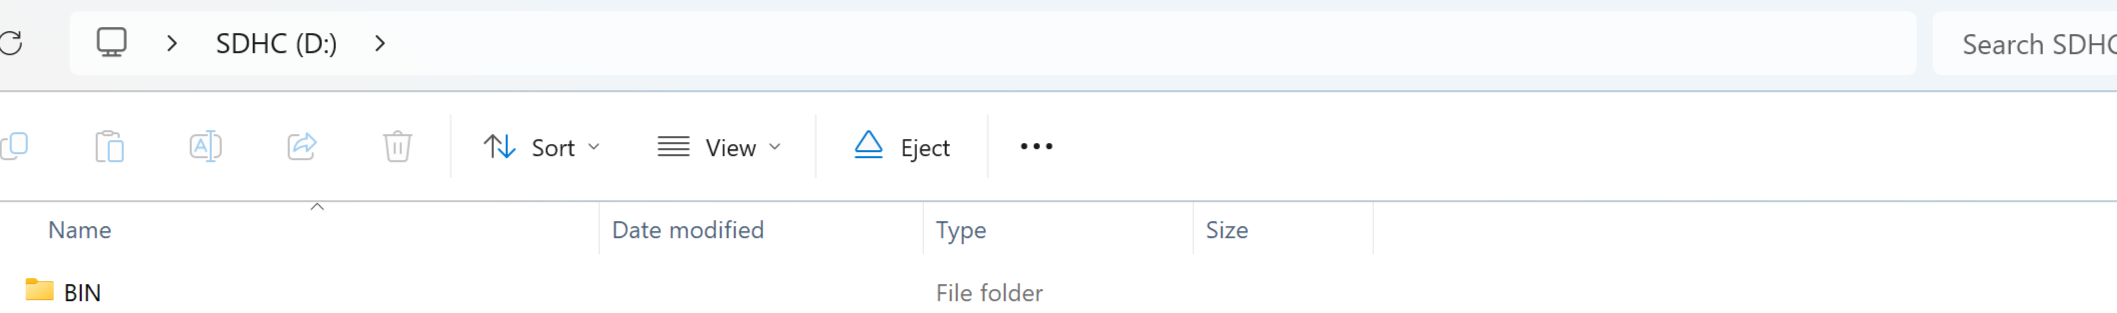 SDHC (D:)
Search SDHC
Sort View Eject
Name Date modified Type Size
BIN File folder